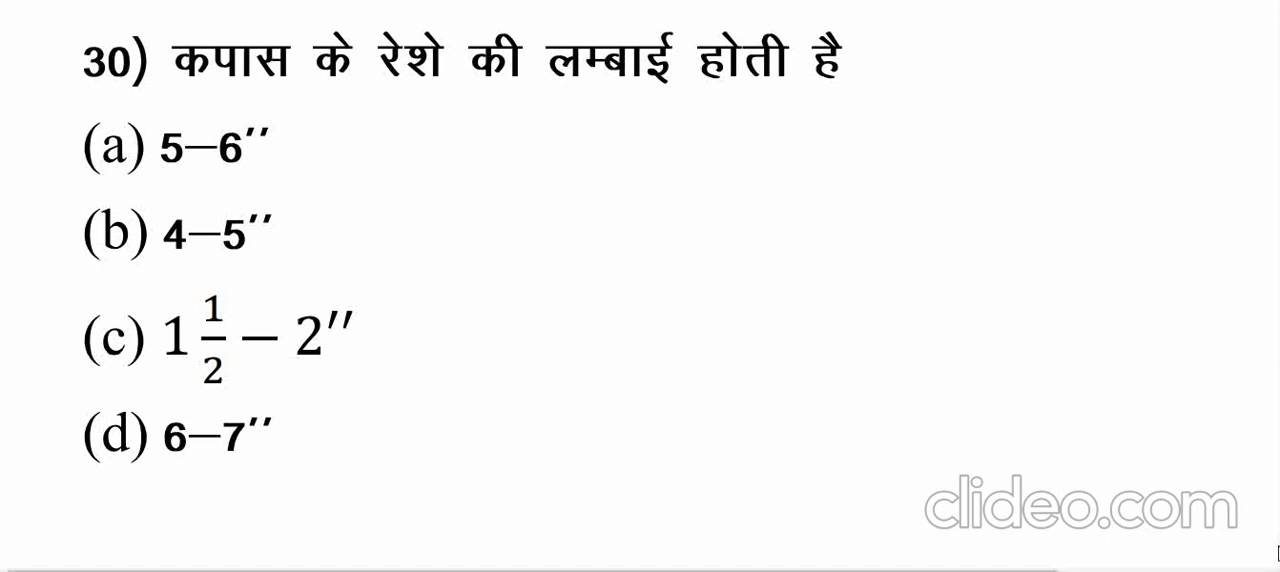 30) कपास के रेशे की लम्बाई होती है
(a) 5–6''
(b) 4–5''
(c) 1 1/2 – 2''
(d) 6–7''
clideo.com